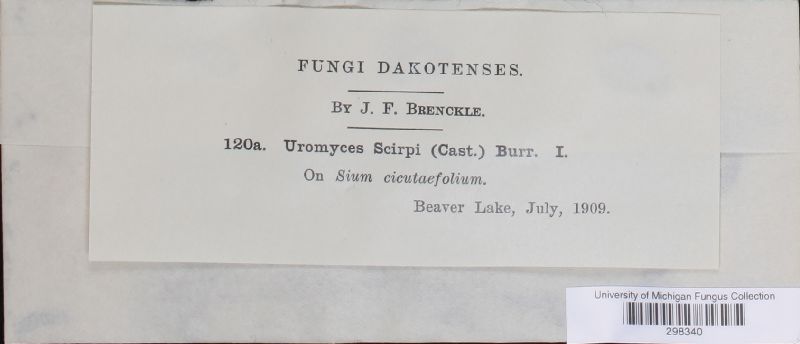 FUNGI DAKOTENSES.
BY J. F. BRENCKLE.
120a. Uromyces Scirpi (Cast.) Burr. I.
On Sium cicutaefolium.
Beaver Lake, July, 1909.
University of Michigan Fungus Collection
298340